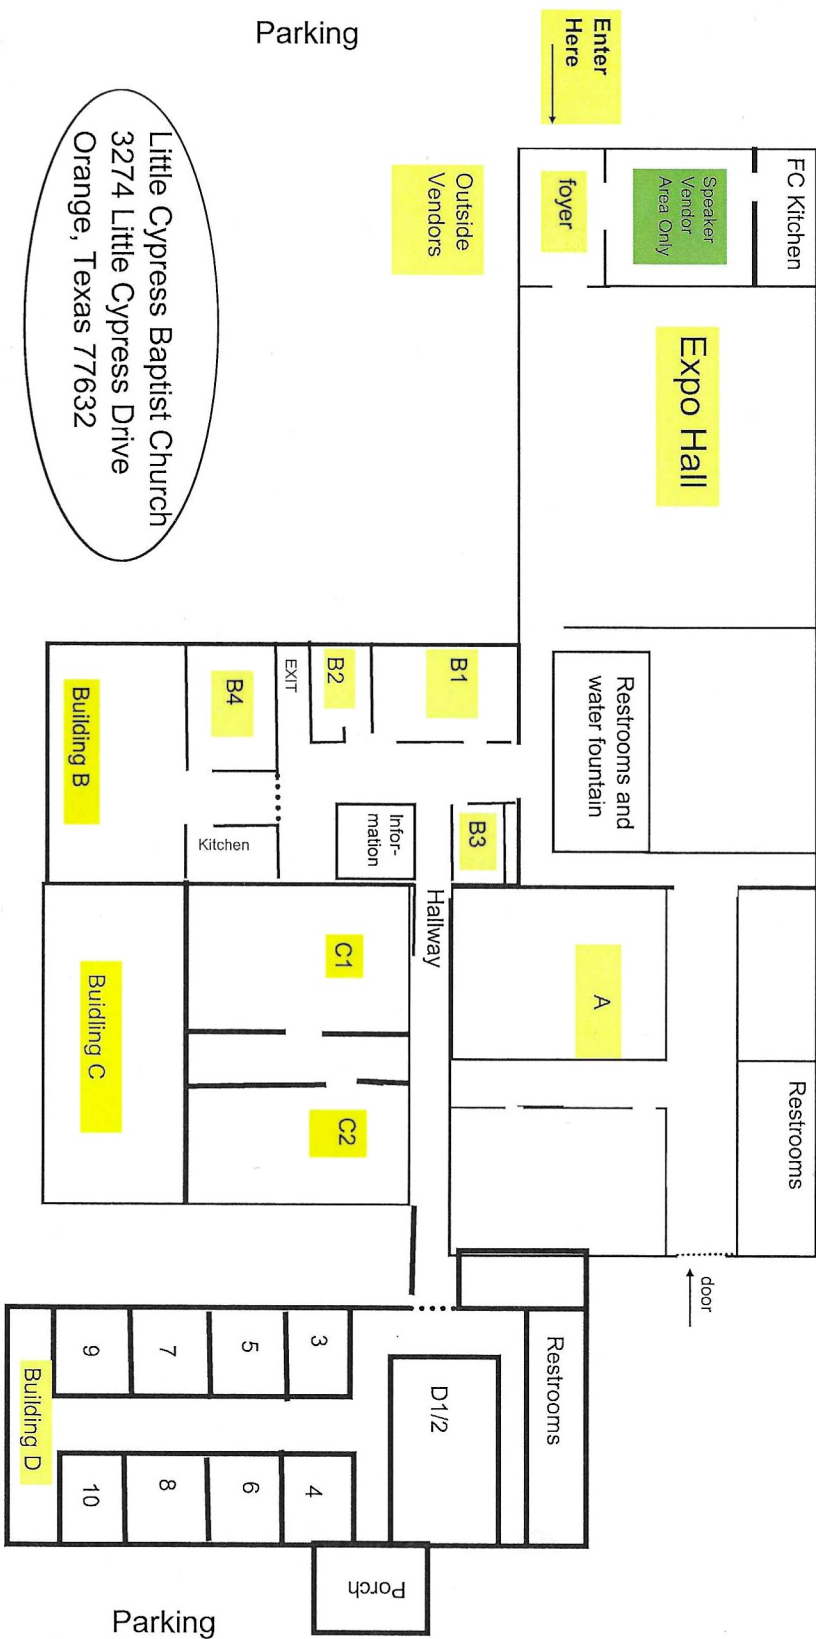 Parking
Enter
Here
FC Kitchen
Speaker
Vendor
Area Only
foyer
Outside
Vendors
Little Cypress Baptist Church
3274 Little Cypress Drive
Orange, Texas 77632
Expo Hall
Restrooms and
water fountain
B1
B2
EXIT
B4
Building B
B3
Infor-
mation
Kitchen
Hallway
A
C1
Buidling C
C2
Restrooms
door
Restrooms
D1/2
3
5
7
9
4
6
8
10
Building D
Porch
Parking